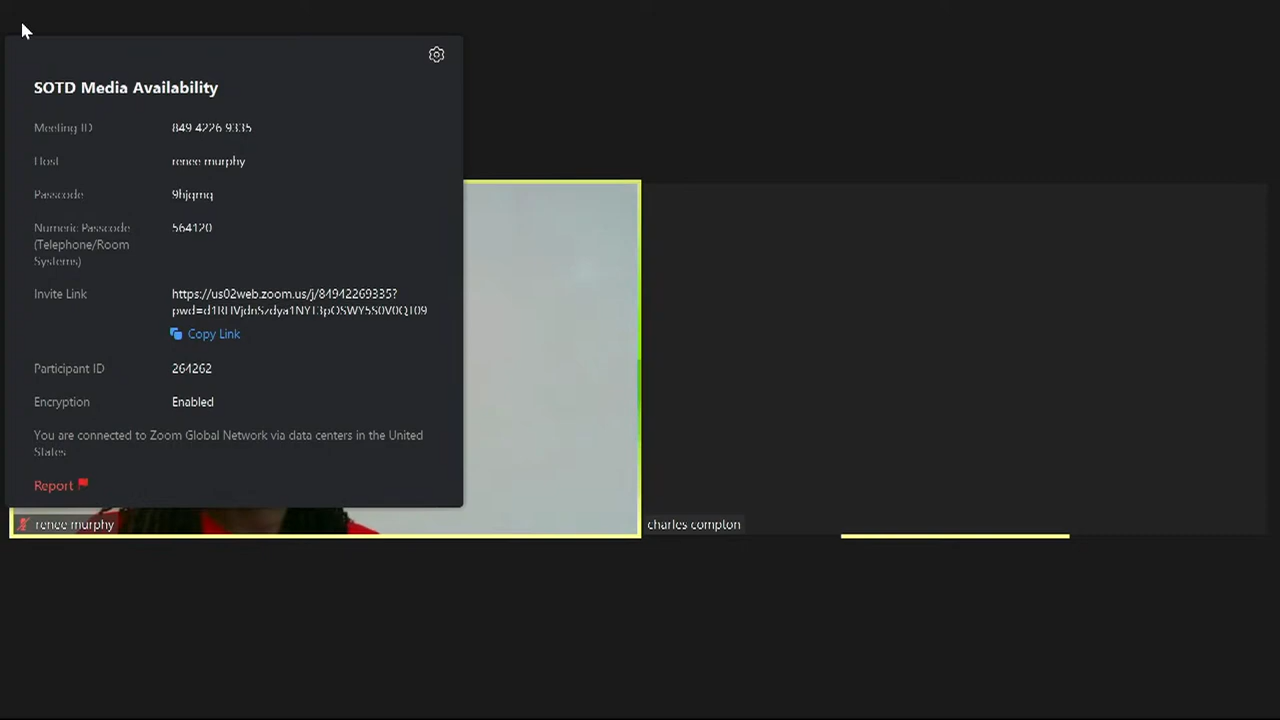 SOTD Media Availability
Meeting ID 849 4226 9335
Host renee murphy
Passcode 9hjqmq
Numeric Passcode 564120
(Telephone/Room
Systems)
Invite Link https://us02web.zoom.us/j/84942269335?
Copy Link
Participant ID 264262
Encryption Enabled
You are connected to Zoom Global Network via data centers in the United
States
Report
renee murphy
charles compton